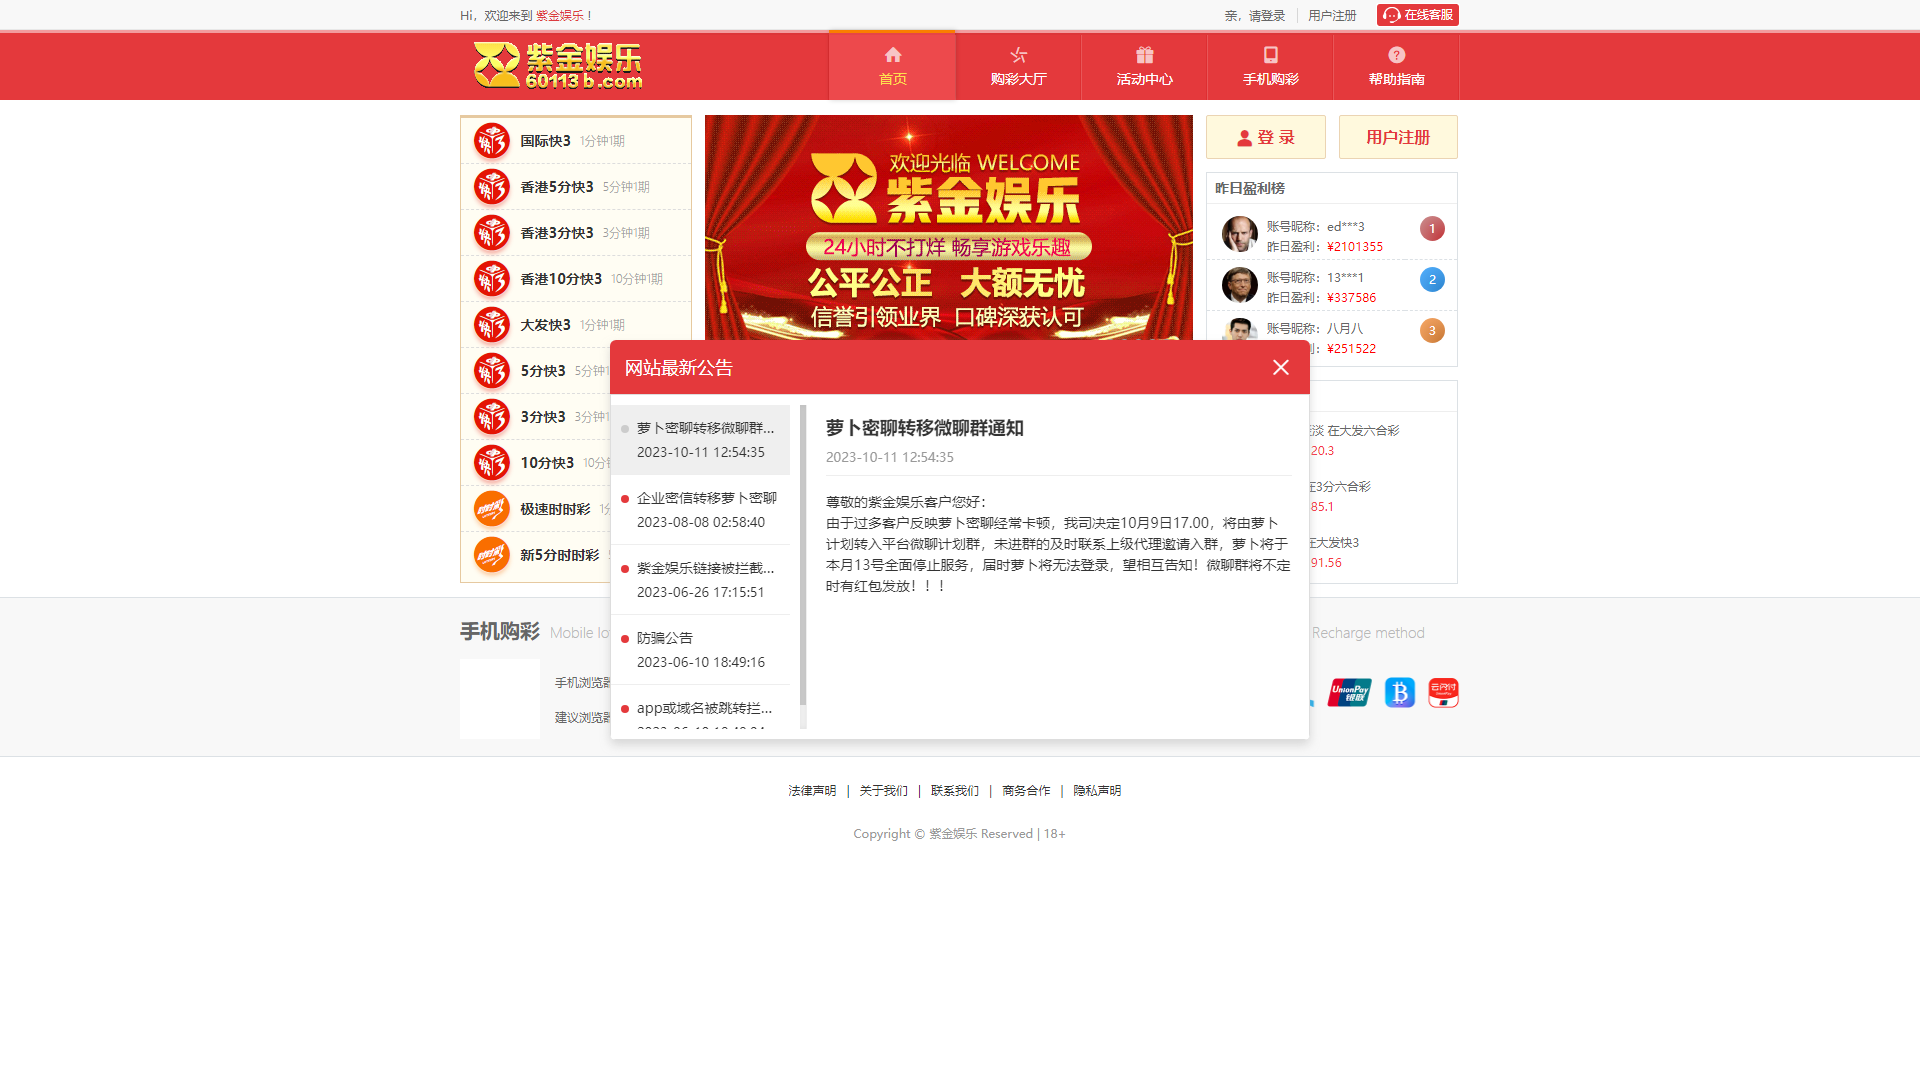 Hi，欢迎来到 紫金娱乐！
亲，请登录
用户注册
在线客服
紫金娱乐
60113b.com
首页
购彩大厅
活动中心
手机购彩
帮助指南
国际快3 1分钟1期
香港5分快3 5分钟1期
香港3分快3 3分钟1期
香港10分快3 10分钟1期
大发快3 1分钟1期
5分快3 5分钟1
3分快3 3分钟1
10分快3 10分
极速时时彩 1分
新5分时时彩
欢迎光临 WELCOME
紫金娱乐
24小时不打烊 畅享游戏乐趣
公平公正 大额无忧
信誉引领业界 口碑深获认可
登 录
用户注册
昨日盈利榜
账号昵称：ed***3
昨日盈利：¥2101355
1
账号昵称：13***1
昨日盈利：¥337586
2
账号昵称：八月八
：¥251522
3
淡 在大发六合彩
20.3
在3分六合彩
85.1
在大发快3
91.56
网站最新公告
萝卜密聊转移微聊群...
2023-10-11 12:54:35
企业密信转移萝卜密聊
2023-08-08 02:58:40
紫金娱乐链接被拦截...
2023-06-26 17:15:51
防骗公告
2023-06-10 18:49:16
app或域名被跳转拦...
萝卜密聊转移微聊群通知
2023-10-11 12:54:35
尊敬的紫金娱乐客户您好：
由于过多客户反映萝卜密聊经常卡顿，我司决定10月9日17.00，将由萝卜
计划转入平台微聊计划群，未进群的及时联系上级代理邀请入群，萝卜将于
本月13号全面停止服务，届时萝卜将无法登录，望相互告知！微聊群将不定
时有红包发放！！！
手机购彩 Mobile lo
手机浏览器
建议浏览器
Recharge method
UnionPay
银联
云闪付
法律声明 | 关于我们 | 联系我们 | 商务合作 | 隐私声明
Copyright © 紫金娱乐 Reserved | 18+